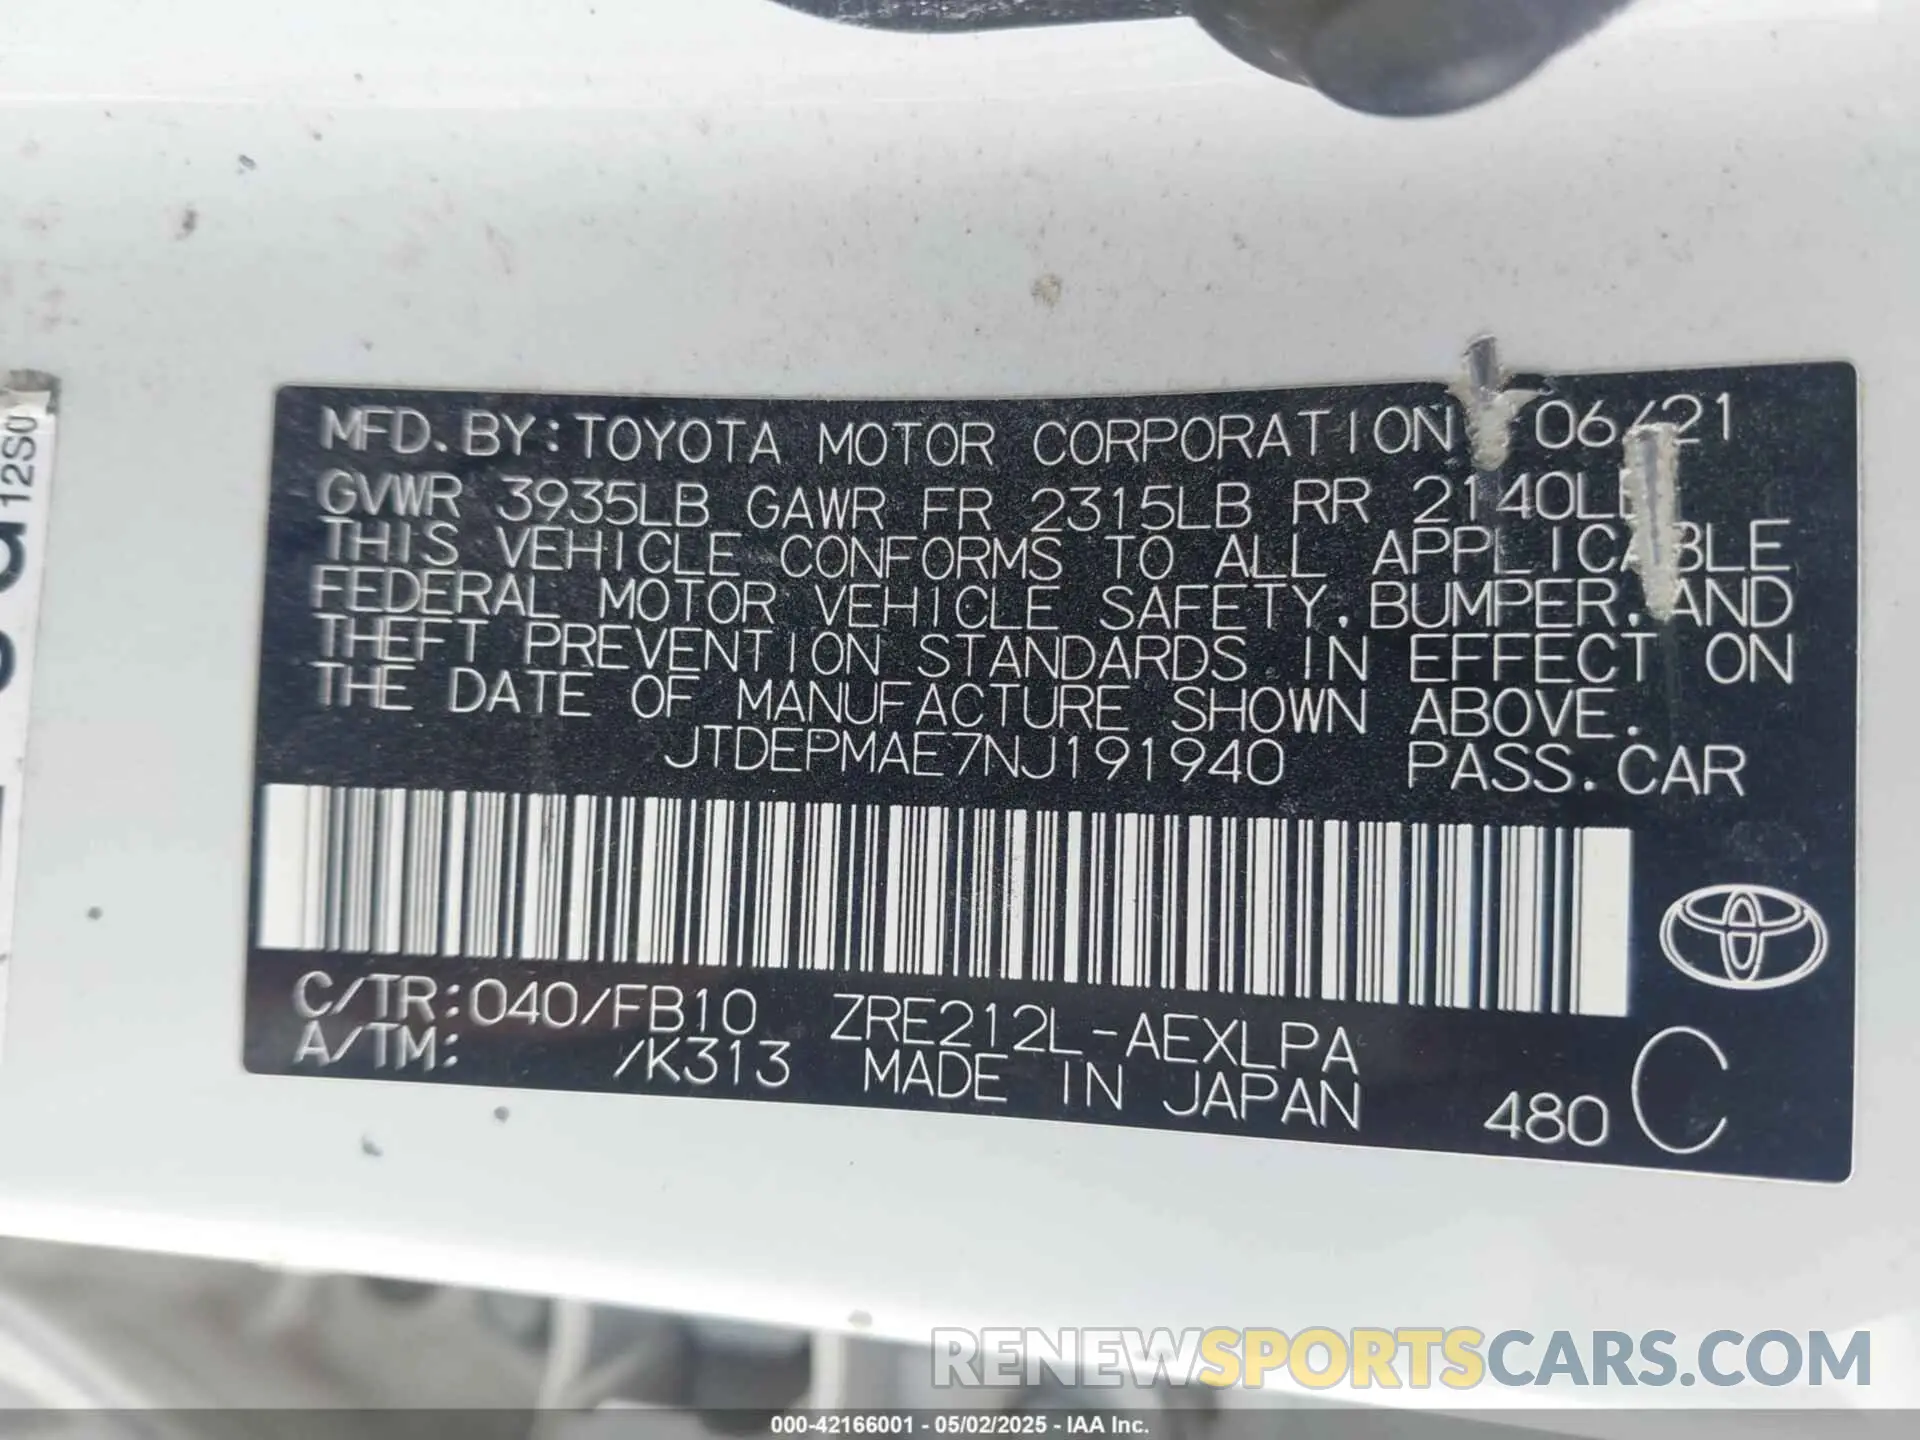 MFD.BY:TOYOTA MOTOR CORPORATION 06/21
GVWR 3935LB GAWR FR 2315LB RR 2140LB
THIS VEHICLE CONFORMS TO ALL APPLICABLE
FEDERAL MOTOR VEHICLE SAFETY,BUMPER,AND
THEFT PREVENTION STANDARDS IN EFFECT ON
THE DATE OF MANUFACTURE SHOWN ABOVE.
JTDEPMAE7NJ191940 PASS.CAR
C/TR:040/FB10 ZRE212L-AEXLPA
A/TM: /K313 MADE IN JAPAN 480 C
12S0
RENEWSPORTSCARS.COM
000-42166001 - 05/02/2025 - IAA Inc.